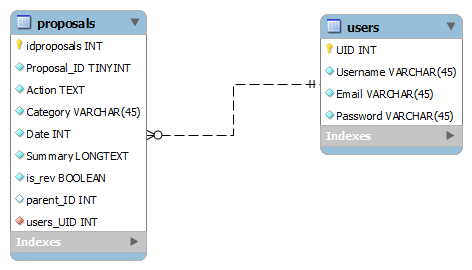 proposals
idproposals INT
Proposal_ID TINYINT
Action TEXT
Category VARCHAR(45)
Date INT
Summary LONGTEXT
is_rev BOOLEAN
parent_ID INT
users_UID INT
Indexes
users
UID INT
Username VARCHAR(45)
Email VARCHAR(45)
Password VARCHAR(45)
Indexes